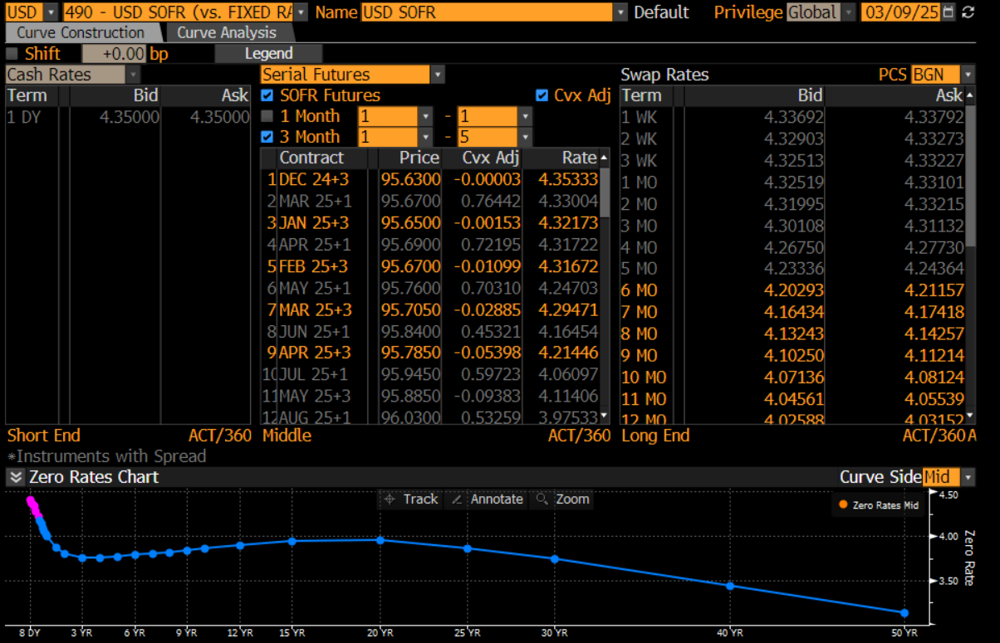 USD 490 - USD SOFR (vs. FIXED RA Name USD SOFR Default Privilege Global 03/09/25
Curve Construction Curve Analysis
Shift +0.00 bp Legend
Cash Rates Serial Futures Swap Rates PCS BGN
Term Bid Ask SOFR Futures Cvx Adj Term Bid Ask
1 DY 4.35000 4.35000 1 Month 1 - 1 1 WK 4.33692 4.33792
3 Month 1 - 5 2 WK 4.32903 4.33273
Contract Price Cvx Adj Rate 3 WK 4.32513 4.33227
1 DEC 24+3 95.6300 -0.00003 4.35333 1 MO 4.32519 4.33101
2 MAR 25+1 95.6700 0.76442 4.33004 2 MO 4.31995 4.33215
3 JAN 25+3 95.6500 -0.00153 4.32173 3 MO 4.30108 4.31132
4 APR 25+1 95.6900 0.72195 4.31722 4 MO 4.26750 4.27730
5 FEB 25+3 95.6700 -0.01099 4.31672 5 MO 4.23336 4.24364
6 MAY 25+1 95.7600 0.70310 4.24703 6 MO 4.20293 4.21157
7 MAR 25+3 95.7050 -0.02885 4.29471 7 MO 4.16434 4.17418
8 JUN 25+1 95.8400 0.45321 4.16454 8 MO 4.13243 4.14257
9 APR 25+3 95.7850 -0.05398 4.21446 9 MO 4.10250 4.11214
10 JUL 25+1 95.9450 0.59723 4.06097 10 MO 4.07136 4.08124
11 MAY 25+3 95.8850 -0.09383 4.11406 11 MO 4.04561 4.05539
12 AUG 25+1 96.0300 0.53259 3.97533 12 MO 4.02588 4.03152
Short End ACT/360 Middle ACT/360 Long End ACT/360 A
*Instruments with Spread
Zero Rates Chart Curve Side Mid
Track Annotate Zoom
Zero Rates Mid
4.50
4.00
3.50
Zero Rate
8 DY 3 YR 6 YR 9 YR 12 YR 15 YR 20 YR 25 YR 30 YR 40 YR 50 YR